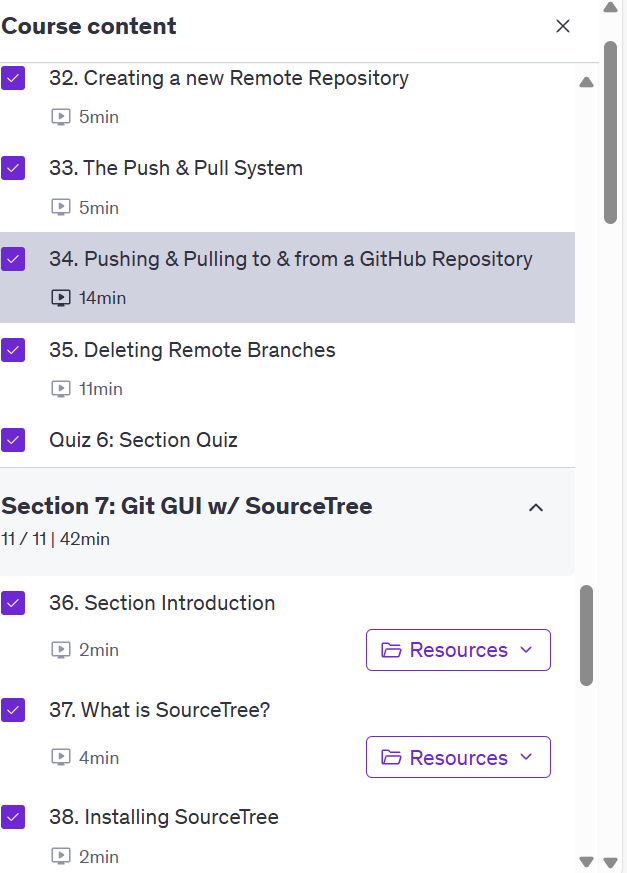 Course content
32. Creating a new Remote Repository
5min
33. The Push & Pull System
5min
34. Pushing & Pulling to & from a GitHub Repository
14min
35. Deleting Remote Branches
11min
Quiz 6: Section Quiz
Section 7: Git GUI w/ SourceTree
11 / 11 | 42min
36. Section Introduction
2min
Resources
37. What is SourceTree?
4min
Resources
38. Installing SourceTree
2min